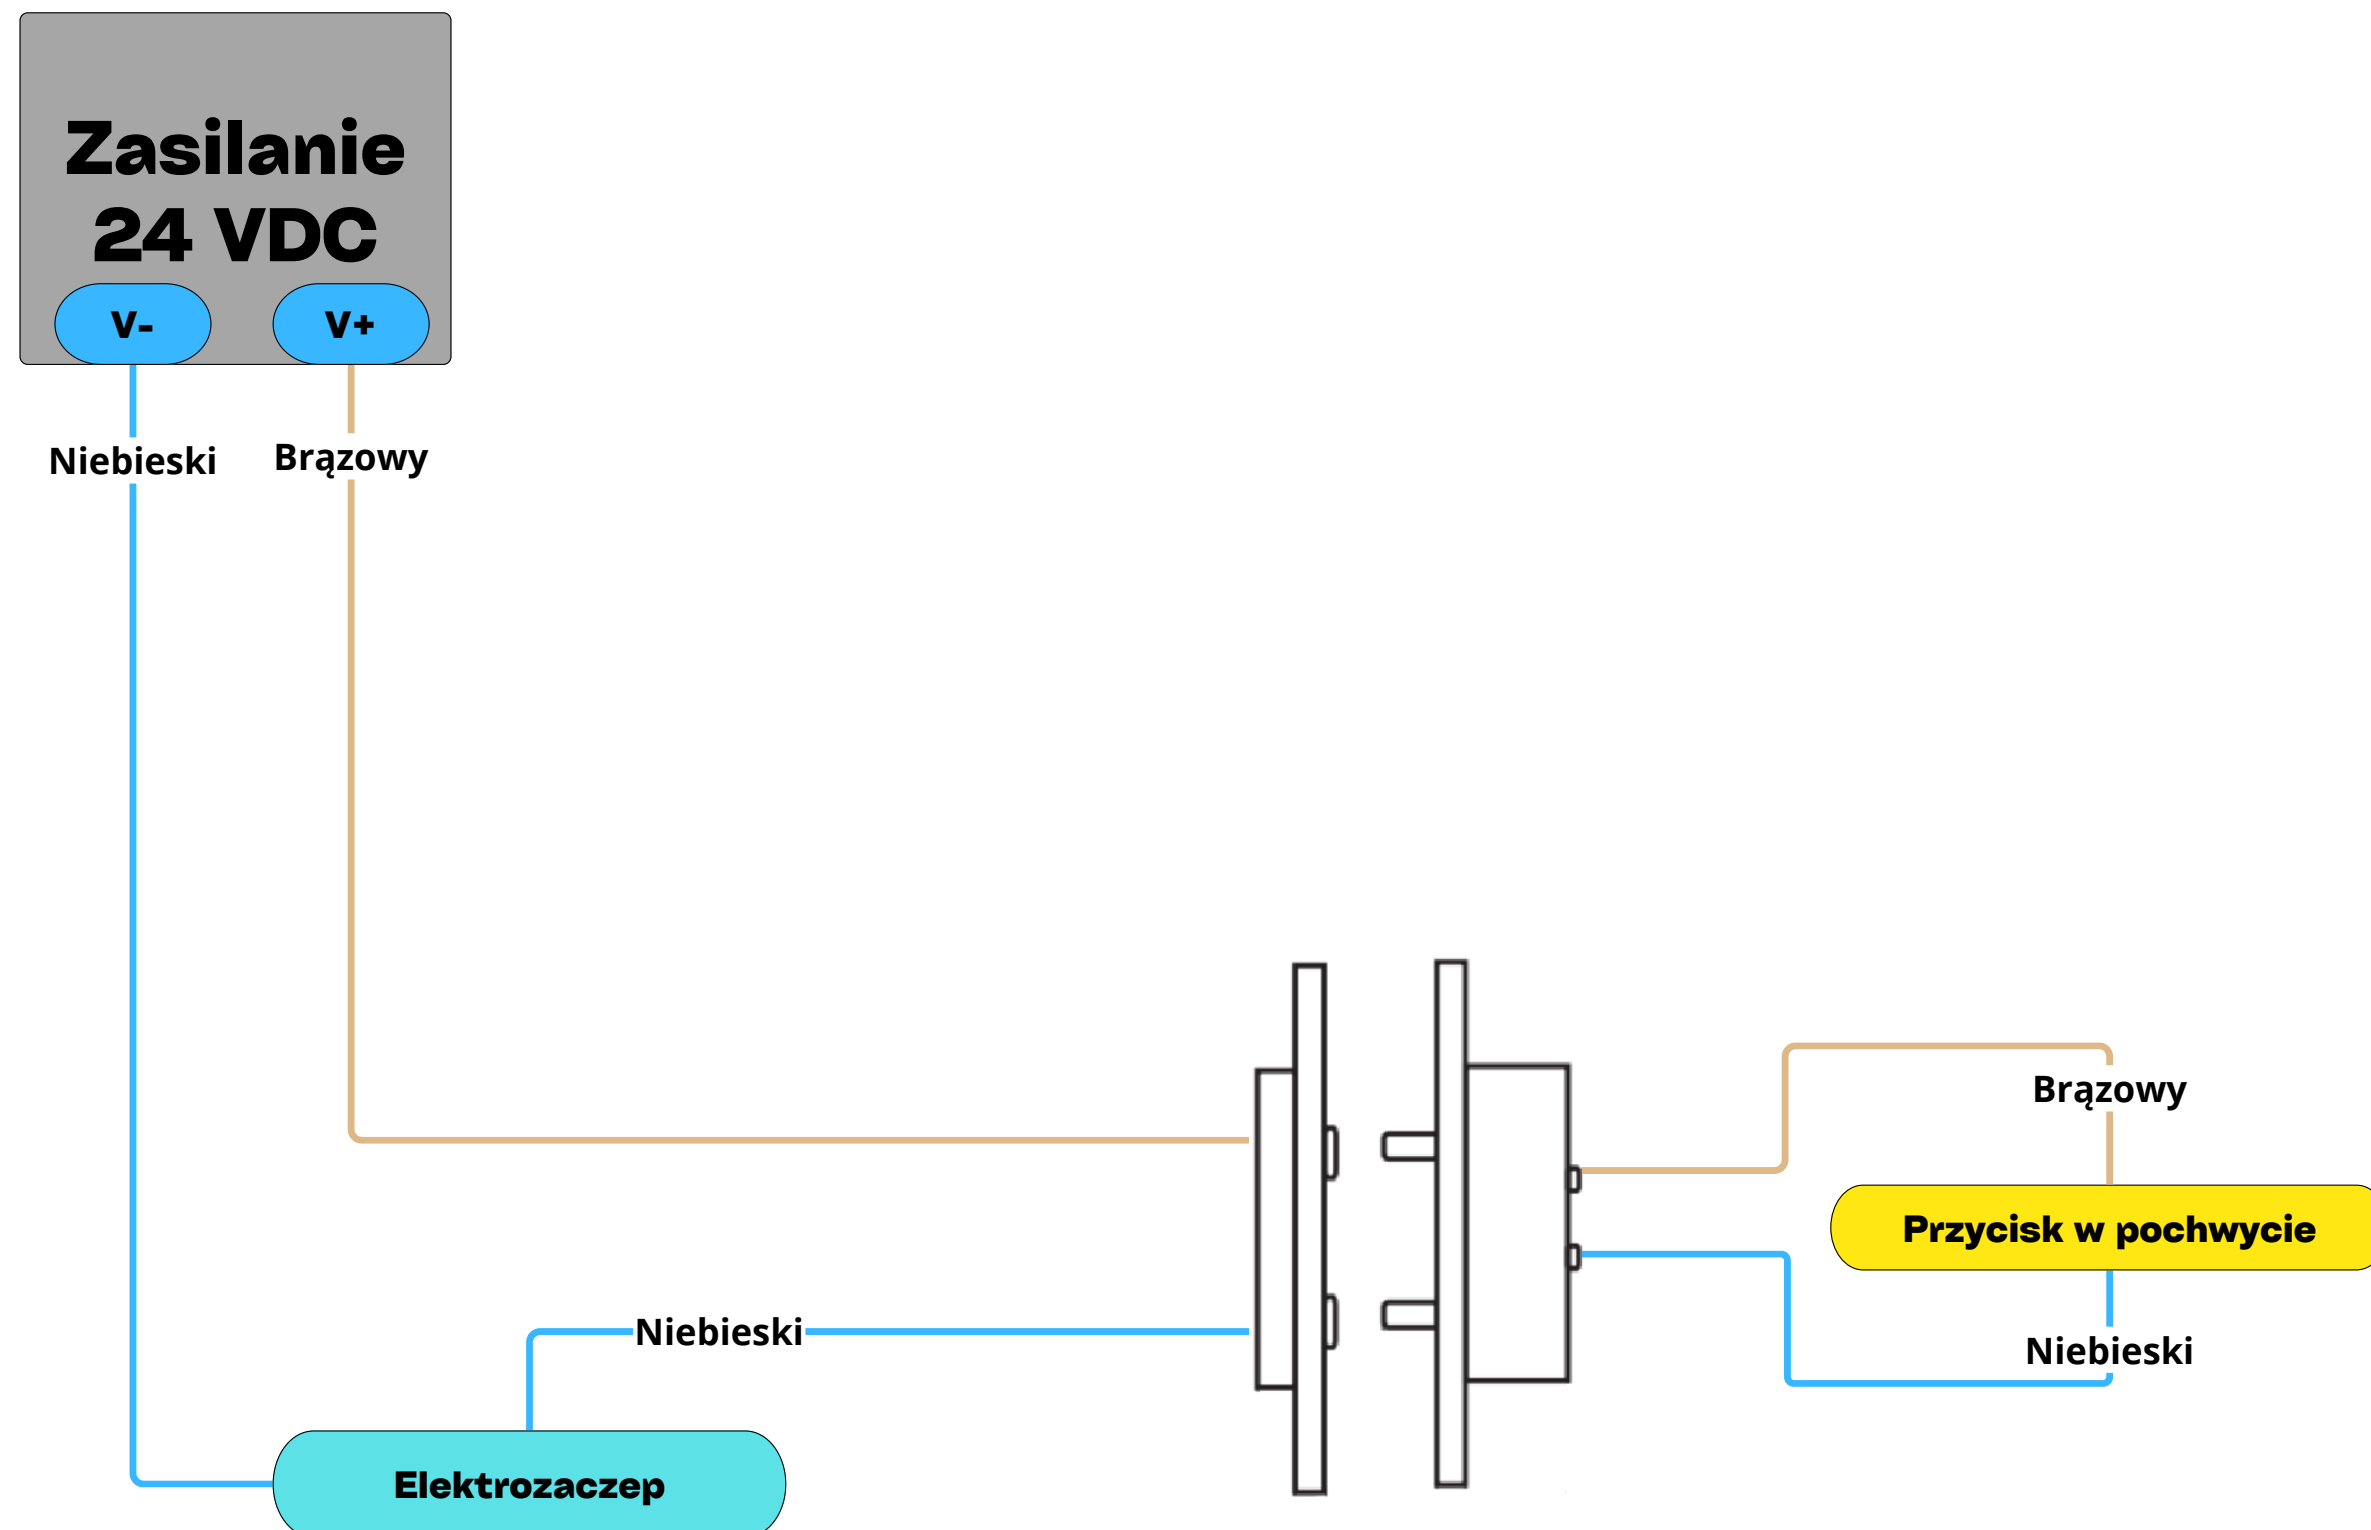 Zasilanie
24 VDC
V-
V+
Niebieski
Brązowy
Brązowy
Przycisk w pochwycie
Niebieski
Niebieski
Elektrozaczep